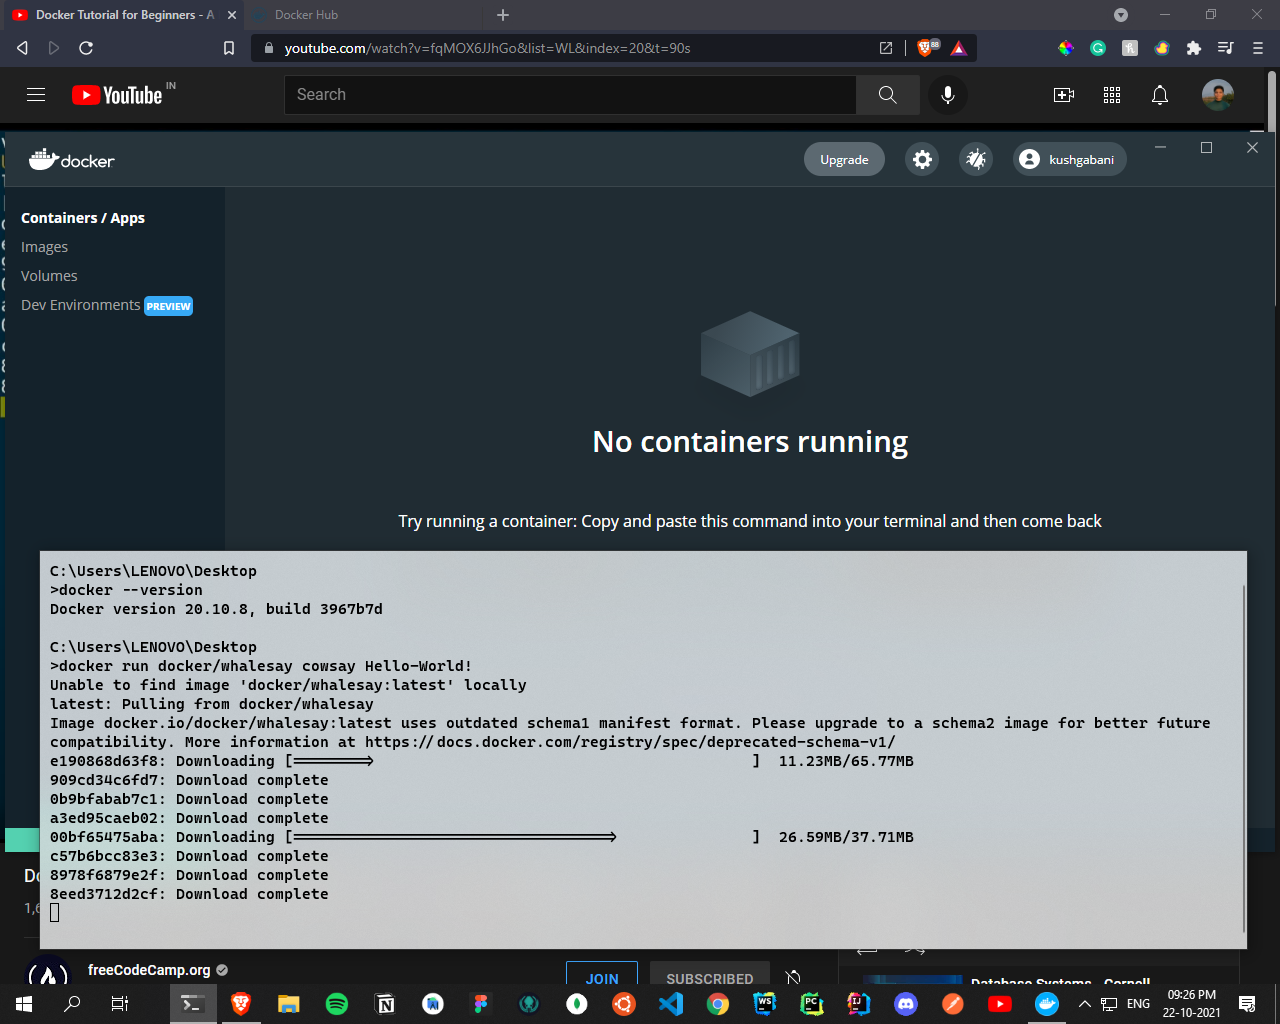 Docker Tutorial for Beginners - A
Docker Hub
youtube.com/watch?v=fqMOX6JJhGo&list=WL&index=20&t=90s
88
YouTube IN
Search
docker
Upgrade
kushgabani
Containers / Apps
Images
Volumes
Dev Environments PREVIEW
No containers running
Try running a container: Copy and paste this command into your terminal and then come back
C:\Users\LENOVO\Desktop
>docker --version
Docker version 20.10.8, build 3967b7d
C:\Users\LENOVO\Desktop
>docker run docker/whalesay cowsay Hello-World!
Unable to find image 'docker/whalesay:latest' locally
latest: Pulling from docker/whalesay
Image docker.io/docker/whalesay:latest uses outdated schema1 manifest format. Please upgrade to a schema2 image for better future
compatibility. More information at https://docs.docker.com/registry/spec/deprecated-schema-v1/
e190868d63f8: Downloading [========>                                          ]  11.23MB/65.77MB
909cd34c6fd7: Download complete
0b9bfabab7c1: Download complete
a3ed95caeb02: Download complete
00bf65475aba: Downloading [===================================>               ]  26.59MB/37.71MB
c57b6bcc83e3: Download complete
8978f6879e2f: Download complete
8eed3712d2cf: Download complete
freeCodeCamp.org
JOIN
SUBSCRIBED
Database Systems - Cornell
ENG
09:26 PM
22-10-2021